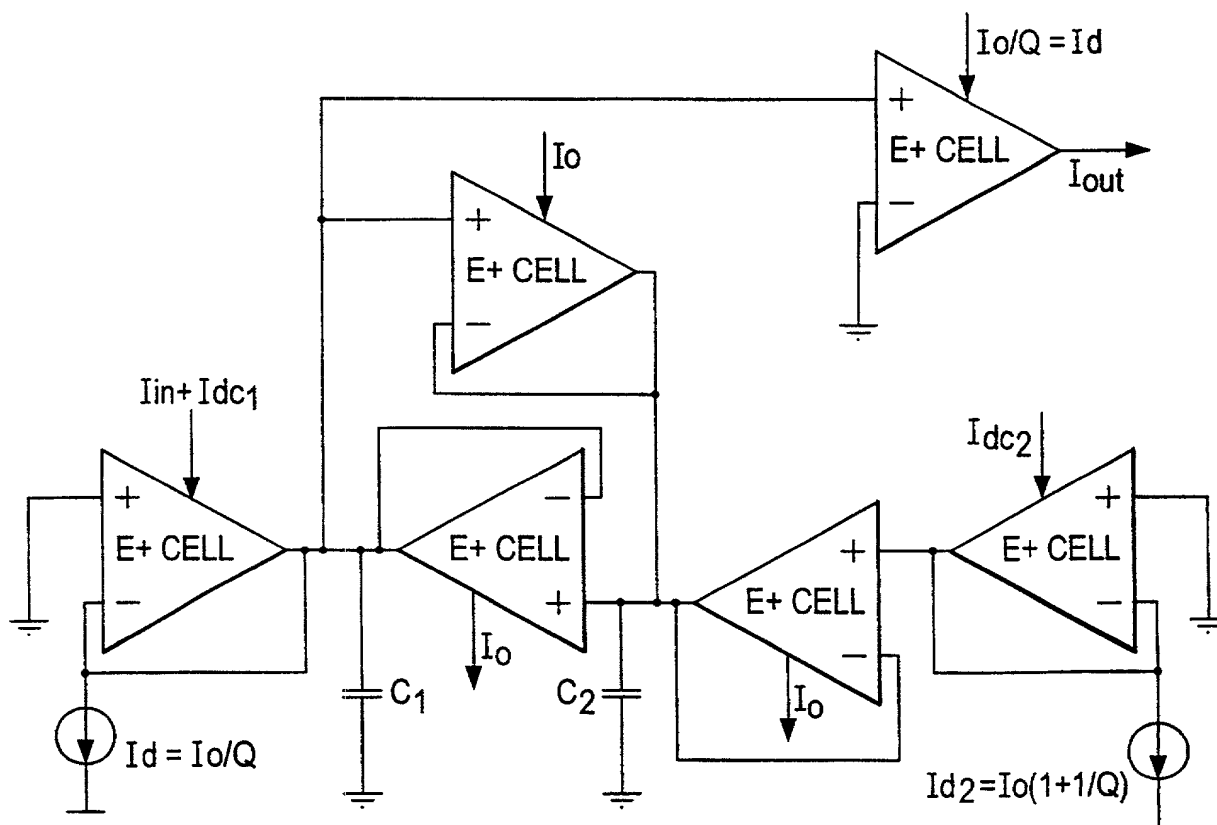 Io/Q = Id
+
E+ CELL
Iout
−
Io
+
E+ CELL
−
Iin+ Idc1
Idc2
+
E+ CELL
−
−
E+ CELL
+
Io
+
E+ CELL
−
Io
+
E+ CELL
−
C1
C2
Id = Io/Q
Id2=Io(1+1/Q)